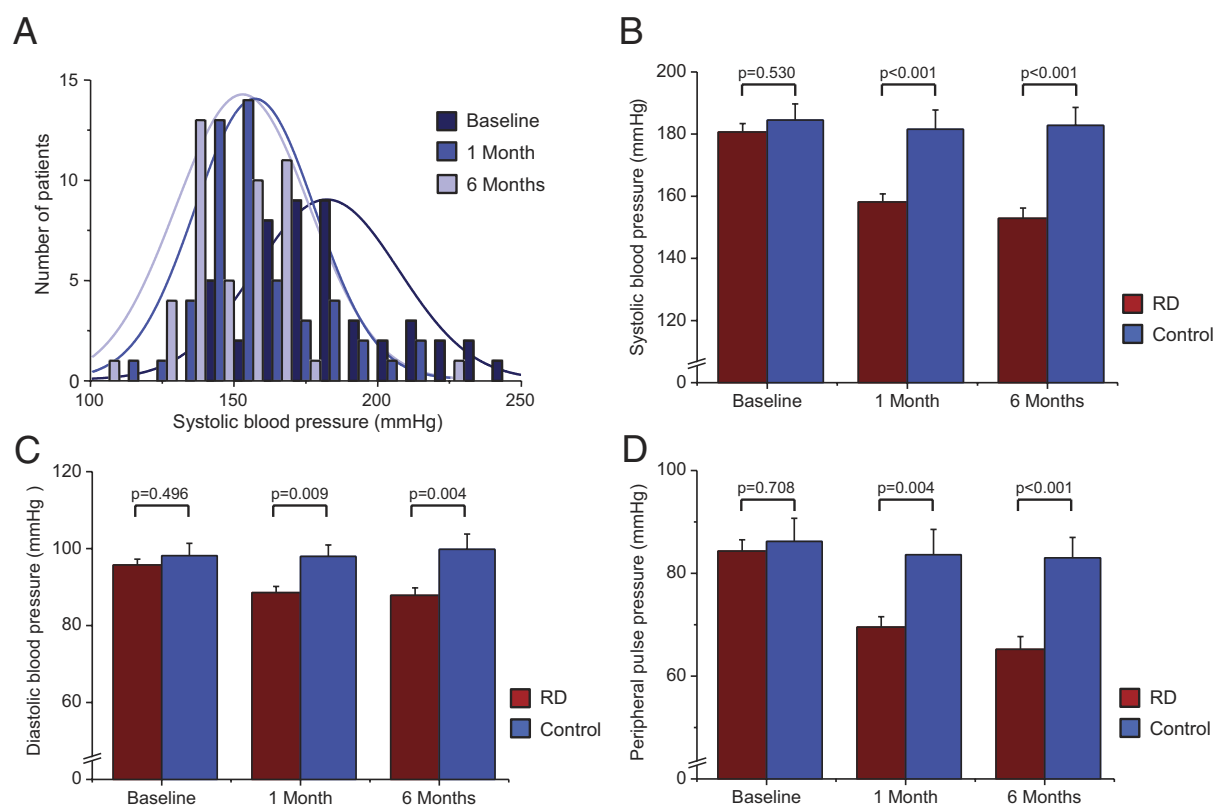 A
15
10
5
0
Number of patients
Baseline
1 Month
6 Months
100
150
200
250
Systolic blood pressure (mmHg)
B
200
180
160
140
120
0
Systolic blood pressure (mmHg)
p=0.530
p<0.001
p<0.001
RD
Control
Baseline
1 Month
6 Months
C
120
100
80
60
0
Diastolic blood pressure (mmHg)
p=0.496
p=0.009
p=0.004
RD
Control
Baseline
1 Month
6 Months
D
100
80
60
0
Peripheral pulse pressure (mmHg)
p=0.708
p=0.004
p<0.001
RD
Control
Baseline
1 Month
6 Months